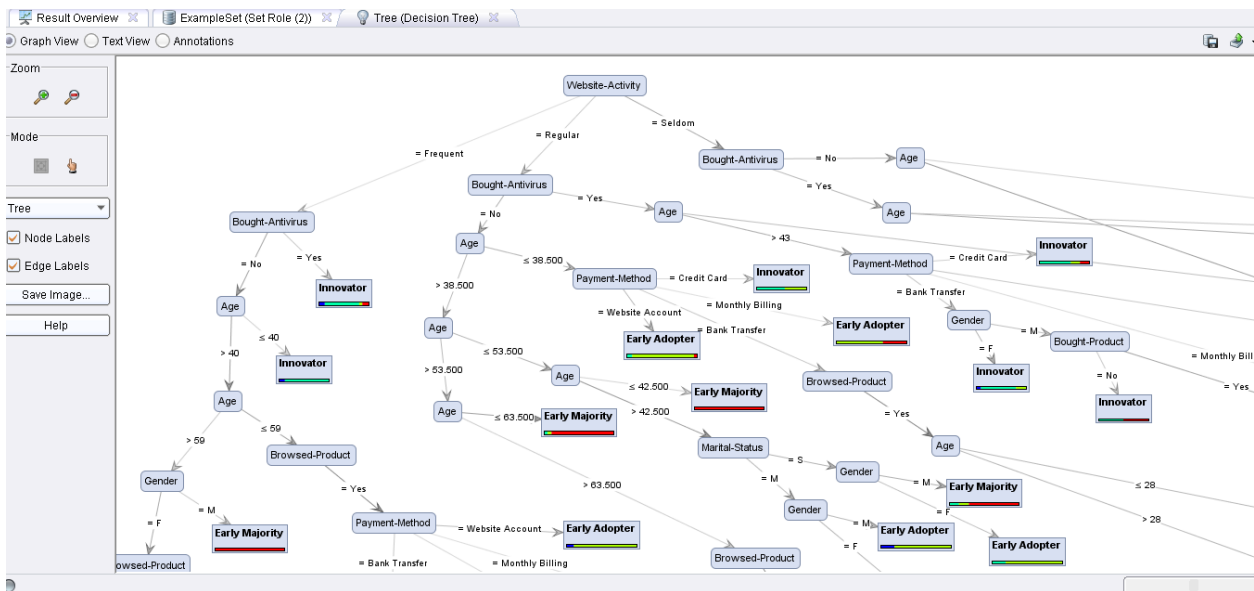 Result Overview
ExampleSet (Set Role (2))
Tree (Decision Tree)
Graph View
Text View
Annotations
Zoom
Mode
Tree
Node Labels
Edge Labels
Save Image...
Help
Website-Activity
= Seldom
= Regular
= Frequent
Bought-Antivirus
= No
Age
Bought-Antivirus
= Yes
= Yes
Age
Age
Bought-Antivirus
= No
Age
> 43
Innovator
= Credit Card
Payment-Method
= No
= Yes
≤ 38.500
Innovator
Payment-Method
= Credit Card
> 38.500
Innovator
= Bank Transfer
Age
= Monthly Billing
= Website Account
Gender
= M
Age
Early Adopter
Early Adopter
= Bank Transfer
Bought-Product
≤ 40
= F
> 40
≤ 53.500
= Monthly Bill
Innovator
Innovator
= No
> 53.500
Age
Browsed-Product
= Yes
≤ 42.500
Early Majority
Innovator
Age
Age
≤ 63.500
Early Majority
> 42.500
= Yes
≤ 59
> 59
Browsed-Product
Marital-Status
Age
= S
Gender
Gender
= M
= M
> 63.500
≤ 28
= Yes
Early Majority
Gender
= F
= F
= M
Payment-Method
= Website Account
Early Adopter
= M
Early Adopter
> 28
Early Majority
= F
Early Adopter
owsed-Product
= Bank Transfer
= Monthly Billing
Browsed-Product